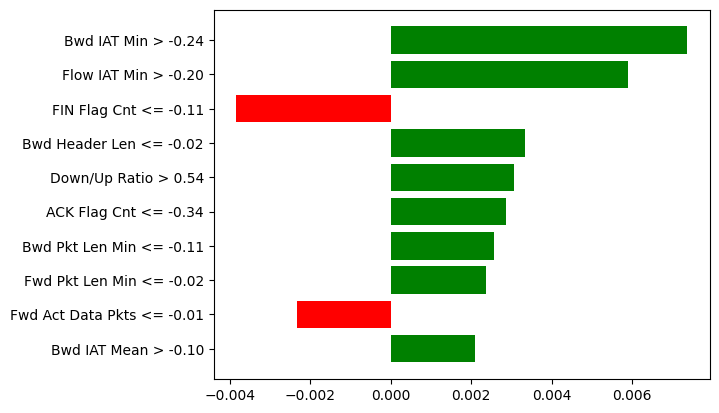 Bwd IAT Min > -0.24
Flow IAT Min > -0.20
FIN Flag Cnt <= -0.11
Bwd Header Len <= -0.02
Down/Up Ratio > 0.54
ACK Flag Cnt <= -0.34
Bwd Pkt Len Min <= -0.11
Fwd Pkt Len Min <= -0.02
Fwd Act Data Pkts <= -0.01
Bwd IAT Mean > -0.10
−0.004 −0.002 0.000 0.002 0.004 0.006